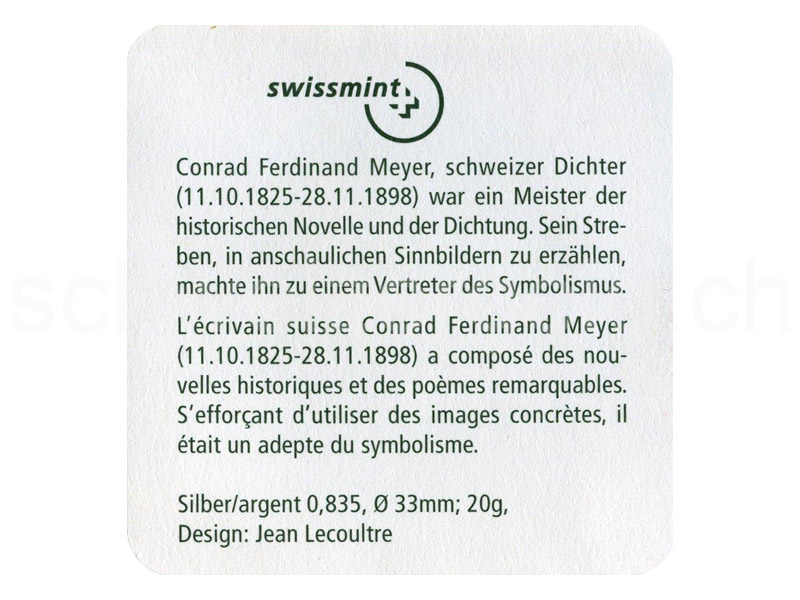 swissmint
Conrad Ferdinand Meyer, schweizer Dichter
(11.10.1825-28.11.1898) war ein Meister der
historischen Novelle und der Dichtung. Sein Stre-
ben, in anschaulichen Sinnbildern zu erzählen,
machte ihn zu einem Vertreter des Symbolismus.
L'écrivain suisse Conrad Ferdinand Meyer
(11.10.1825-28.11.1898) a composé des nou-
velles historiques et des poèmes remarquables.
S'efforçant d'utiliser des images concrètes, il
était un adepte du symbolisme.
Silber/argent 0,835, Ø 33mm; 20g,
Design: Jean Lecoultre